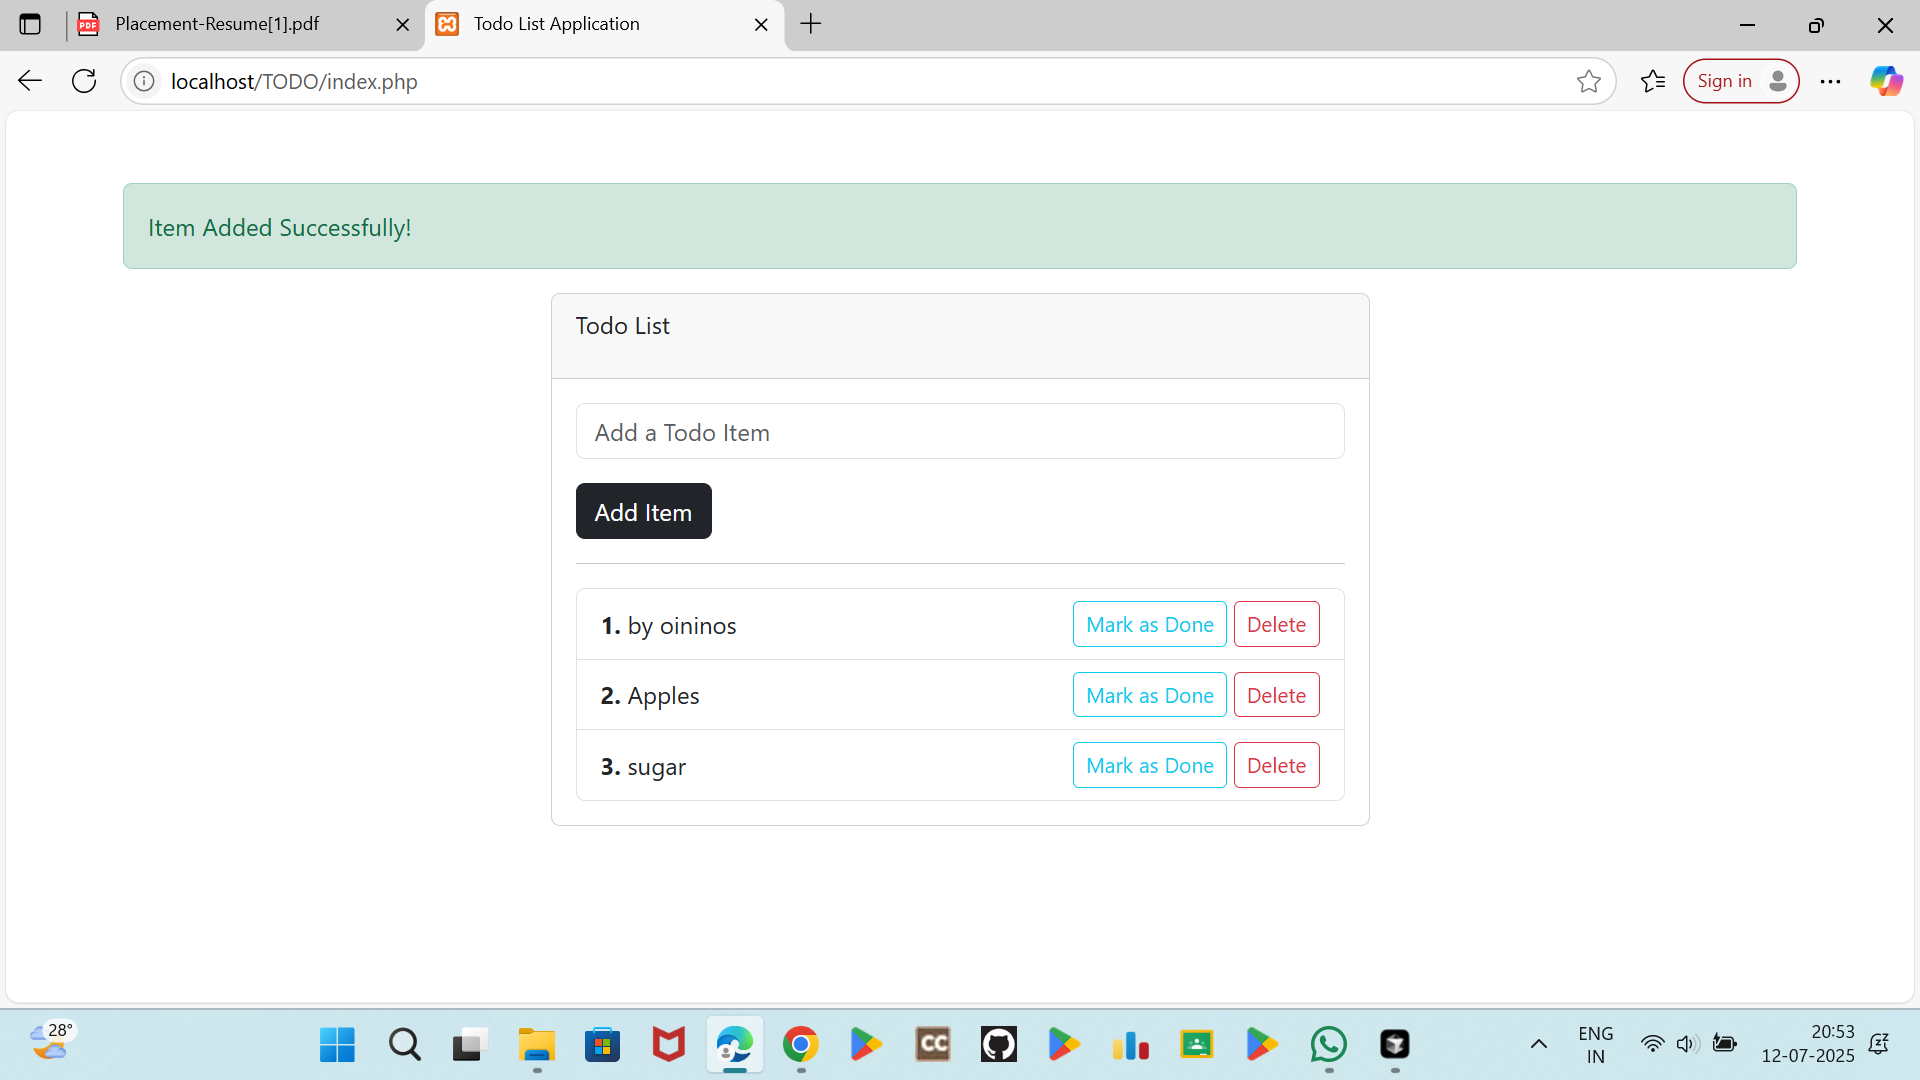 Placement-Resume[1].pdf
Todo List Application
localhost/TODO/index.php
Sign in
Item Added Successfully!
Todo List
Add a Todo Item
Add Item
1. by oininos Mark as Done Delete
2. Apples Mark as Done Delete
3. sugar Mark as Done Delete
28°
CC
ENG
IN
20:53
12-07-2025